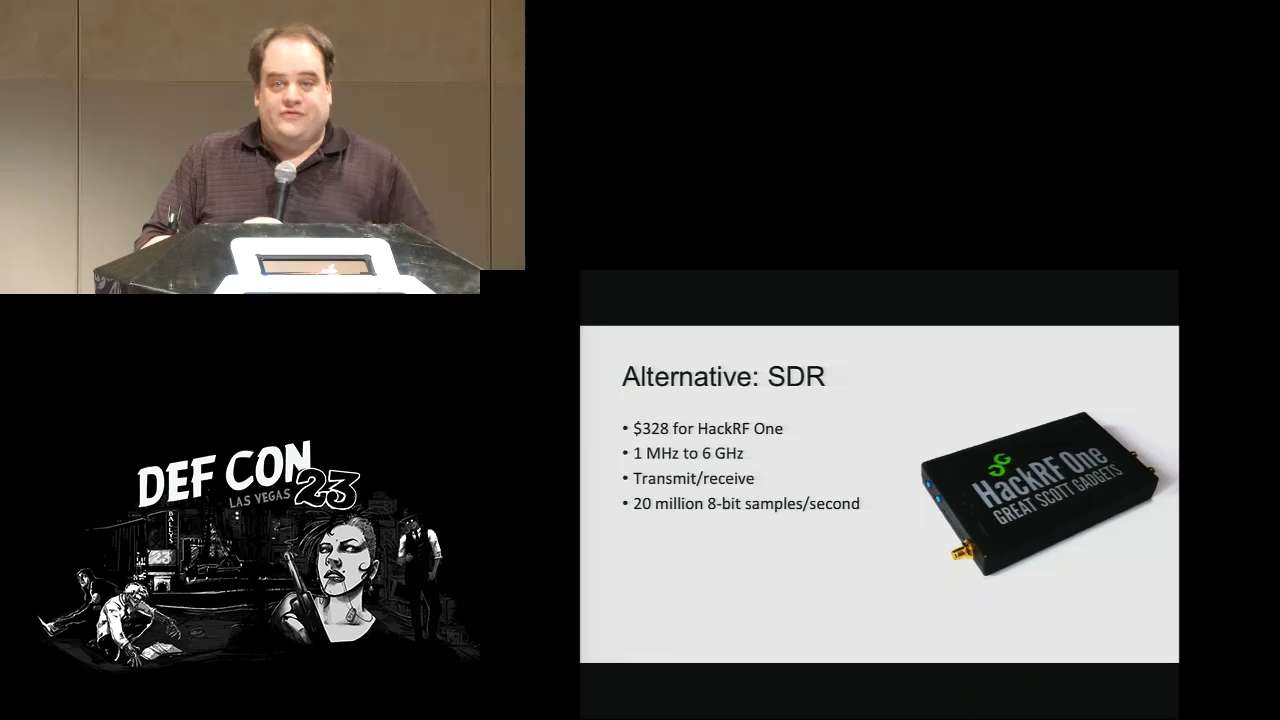 Alternative: SDR
• $328 for HackRF One
• 1 MHz to 6 GHz
• Transmit/receive
• 20 million 8-bit samples/second
HackRF One
GREAT SCOTT GADGETS
DEF CON
LAS VEGAS 23
BALLY'S